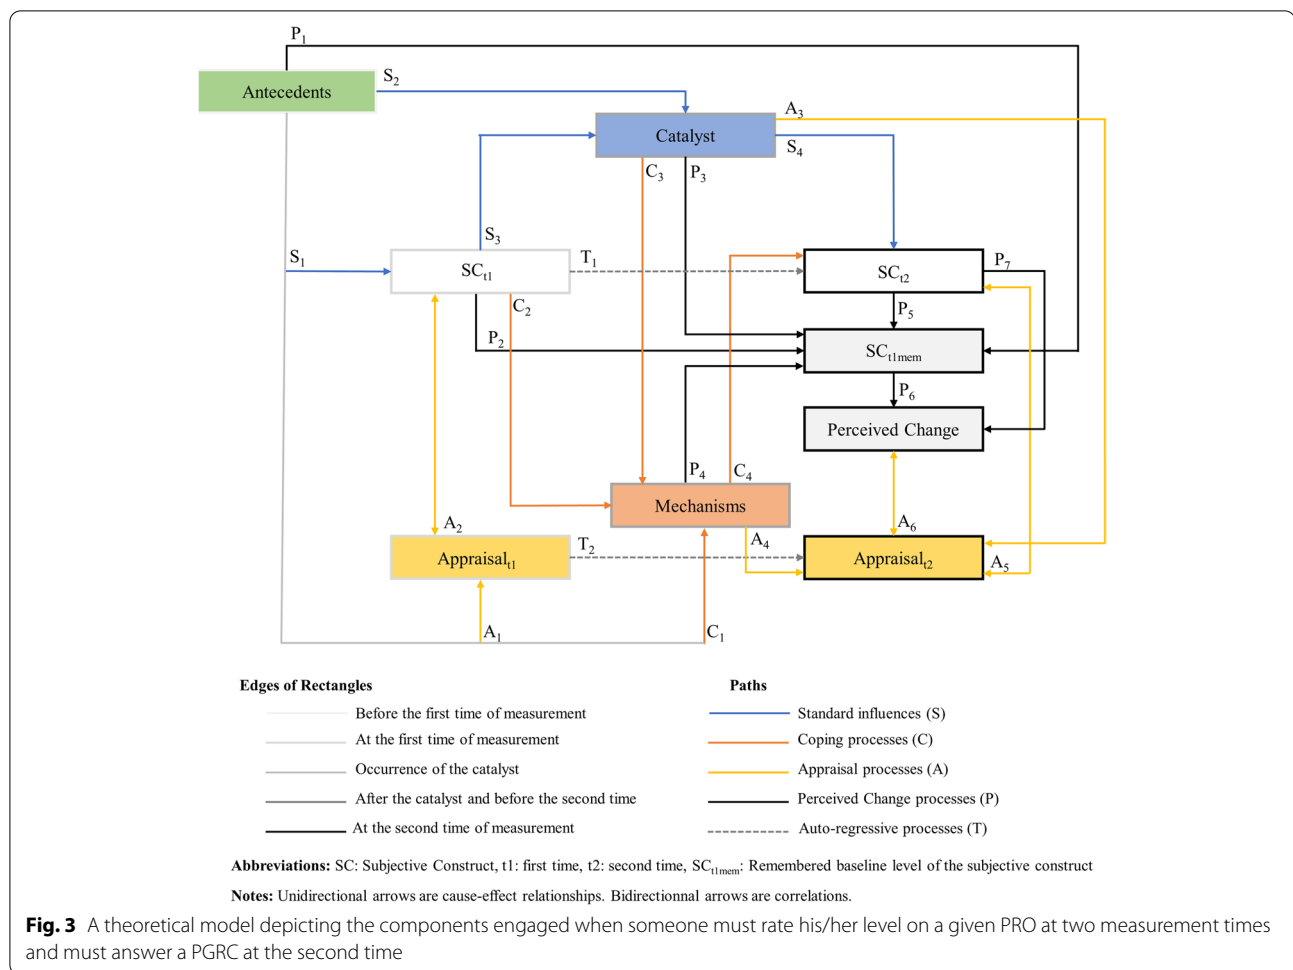 P1
Antecedents
S2
A3
Catalyst
S4
C3
P3
S3
S1
SCt1
T1
SCt2
P7
C2
P5
P2
SCt1mem
P6
Perceived Change
P4
C4
Mechanisms
A2
A6
T2
A4
Appraisalt1
Appraisalt2
A5
A1
C1
Edges of Rectangles
Before the first time of measurement
At the first time of measurement
Occurrence of the catalyst
After the catalyst and before the second time
At the second time of measurement
Paths
Standard influences (S)
Coping processes (C)
Appraisal processes (A)
Perceived Change processes (P)
Auto-regressive processes (T)
Abbreviations: SC: Subjective Construct, t1: first time, t2: second time, SCt1mem: Remembered baseline level of the subjective construct
Notes: Unidirectional arrows are cause-effect relationships. Bidirectionnal arrows are correlations.
Fig. 3 A theoretical model depicting the components engaged when someone must rate his/her level on a given PRO at two measurement times
and must answer a PGRC at the second time